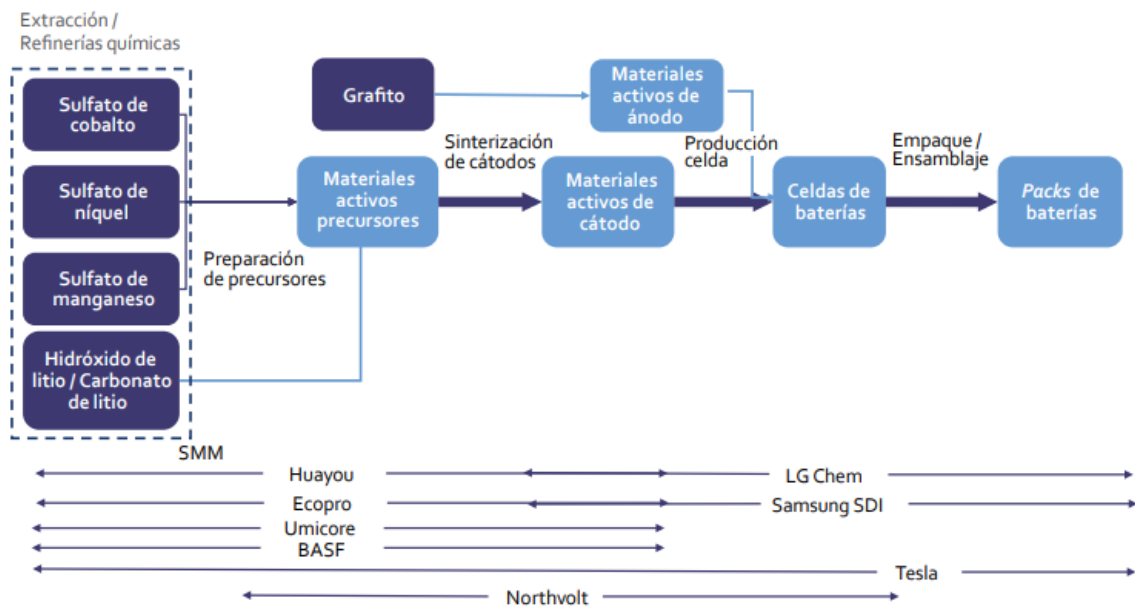 Extracción /
Refinerías químicas
Sulfato de
cobalto
Sulfato de
níquel
Sulfato de
manganeso
Hidróxido de
litio / Carbonato
de litio
Preparación
de precursores
Grafito
Materiales
activos
precursores
Sinterización
de cátodos
Materiales
activos de
ánodo
Materiales
activos de
cátodo
Producción
celda
Celdas de
baterías
Empaque /
Ensamblaje
Packs de
baterías
SMM
Huayou
LG Chem
Ecopro
Samsung SDI
Umicore
BASF
Tesla
Northvolt